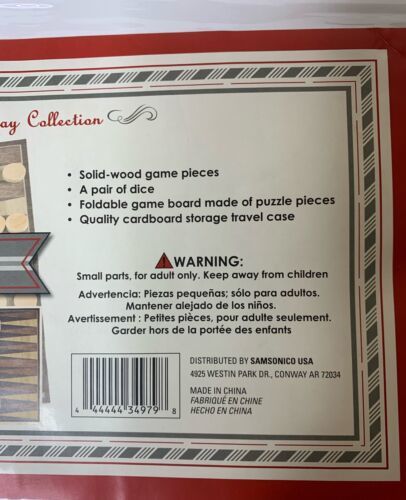 ay Collection
• Solid-wood game pieces
• A pair of dice
• Foldable game board made of puzzle pieces
• Quality cardboard storage travel case
WARNING:
Small parts, for adult only. Keep away from children
Advertencia: Piezas pequeñas; sólo para adultos.
Mantener alejado de los niños.
Avertissement : Petites pièces, pour adulte seulement.
Garder hors de la portée des enfants
4 44444 34979 8
DISTRIBUTED BY SAMSONICO USA
4925 WESTIN PARK DR., CONWAY AR 72034
MADE IN CHINA
FABRIQUÉ EN CHINE
HECHO EN CHINA